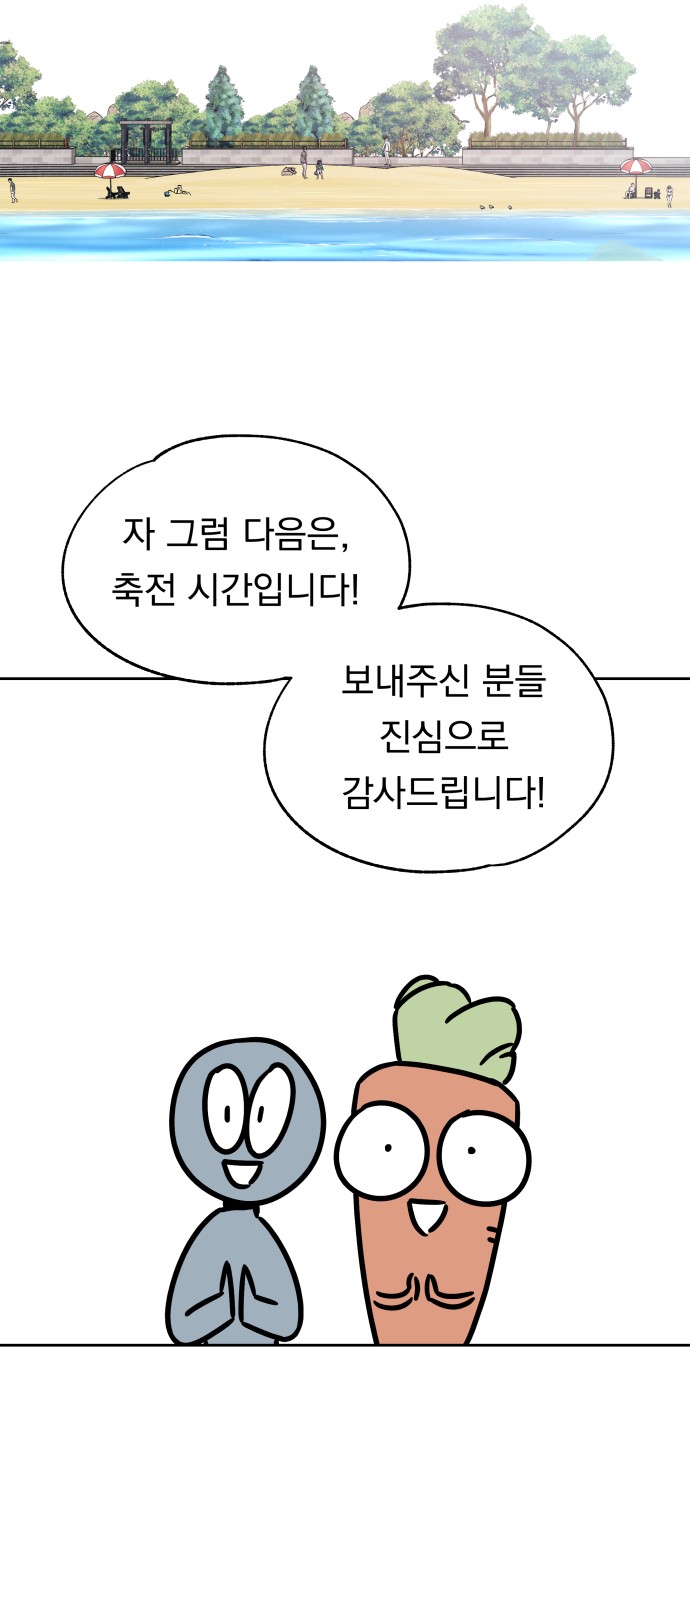 자 그럼 다음은,
축전 시간입니다!
보내주신 분들
진심으로
감사드립니다!